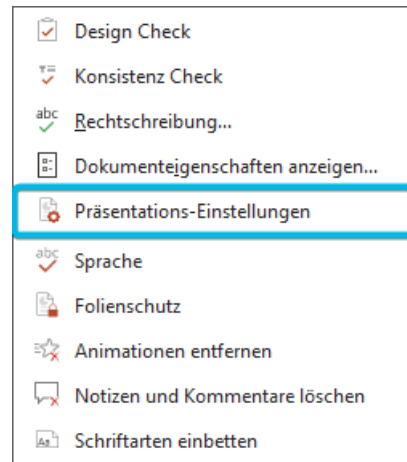 Design Check
Konsistenz Check
abc
Rechtschreibung...
Dokumenteigenschaften anzeigen...
Präsentations-Einstellungen
abc
Sprache
Folienschutz
Animationen entfernen
Notizen und Kommentare löschen
Schriftarten einbetten